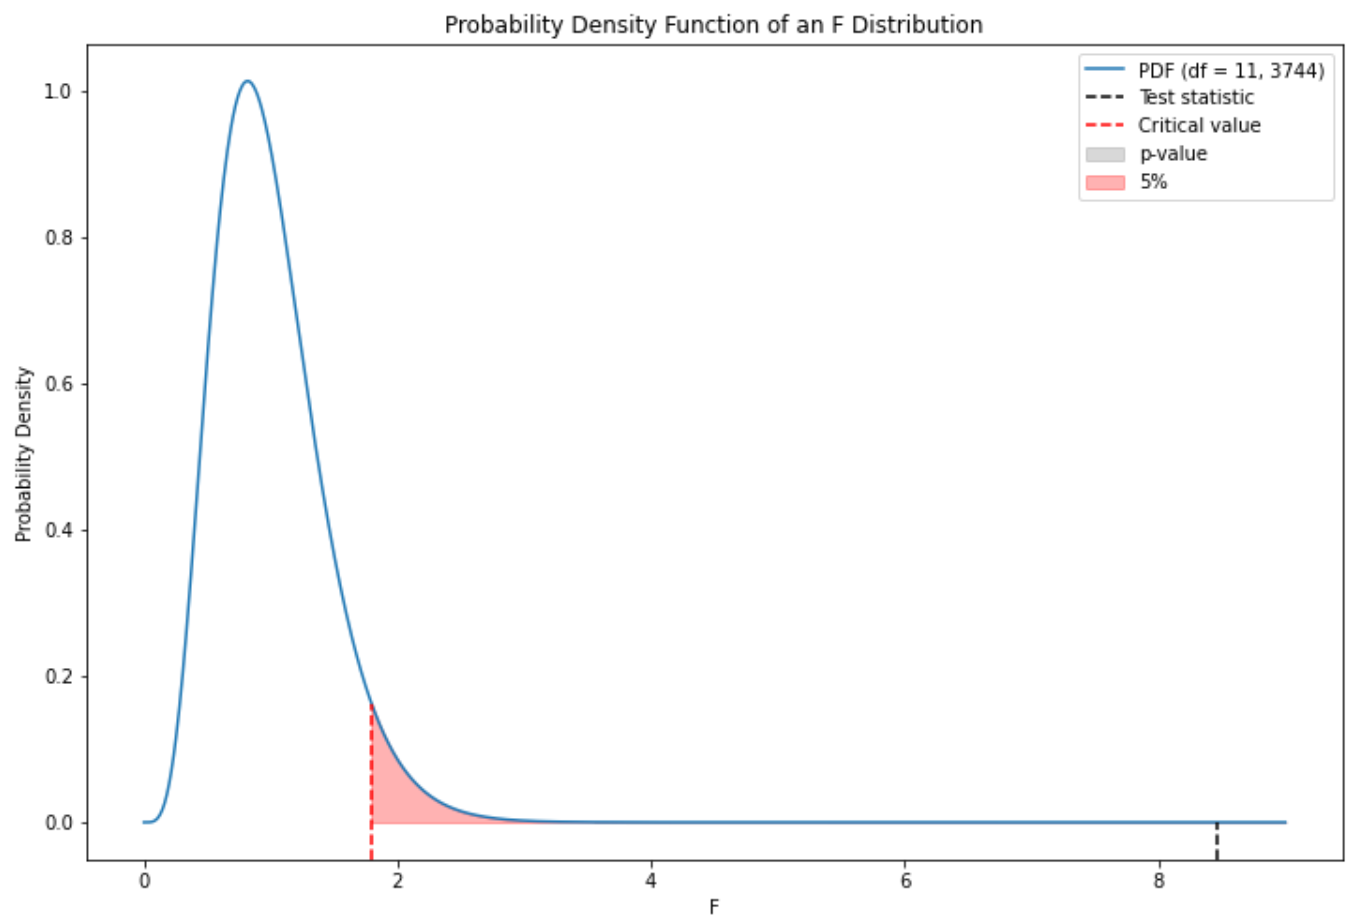 Probability Density Function of an F Distribution
PDF (df = 11, 3744)
Test statistic
Critical value
p-value
5%
Probability Density
1.0
0.8
0.6
0.4
0.2
0.0
0 2 4 6 8
F